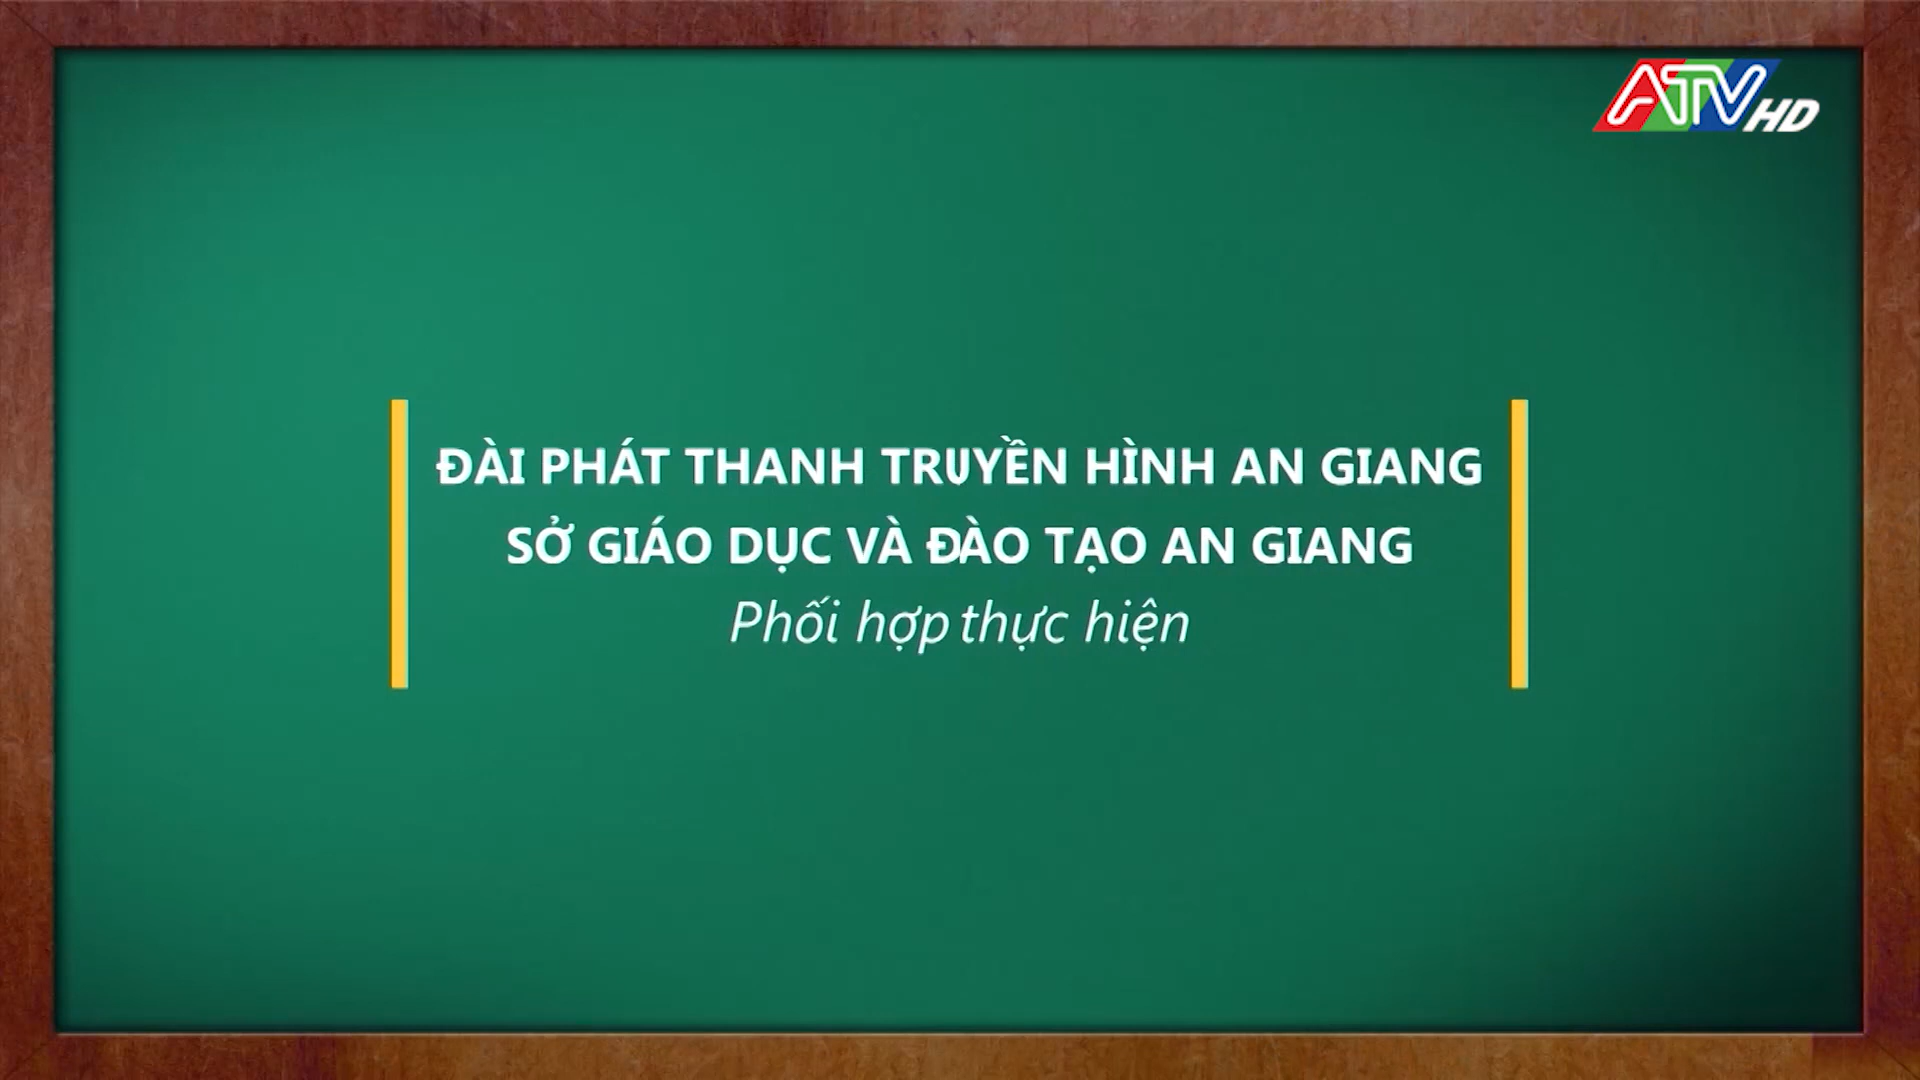 ATV HD
ĐÀI PHÁT THANH TRUYỀN HÌNH AN GIANG
SỞ GIÁO DỤC VÀ ĐÀO TẠO AN GIANG
Phối hợp thực hiện